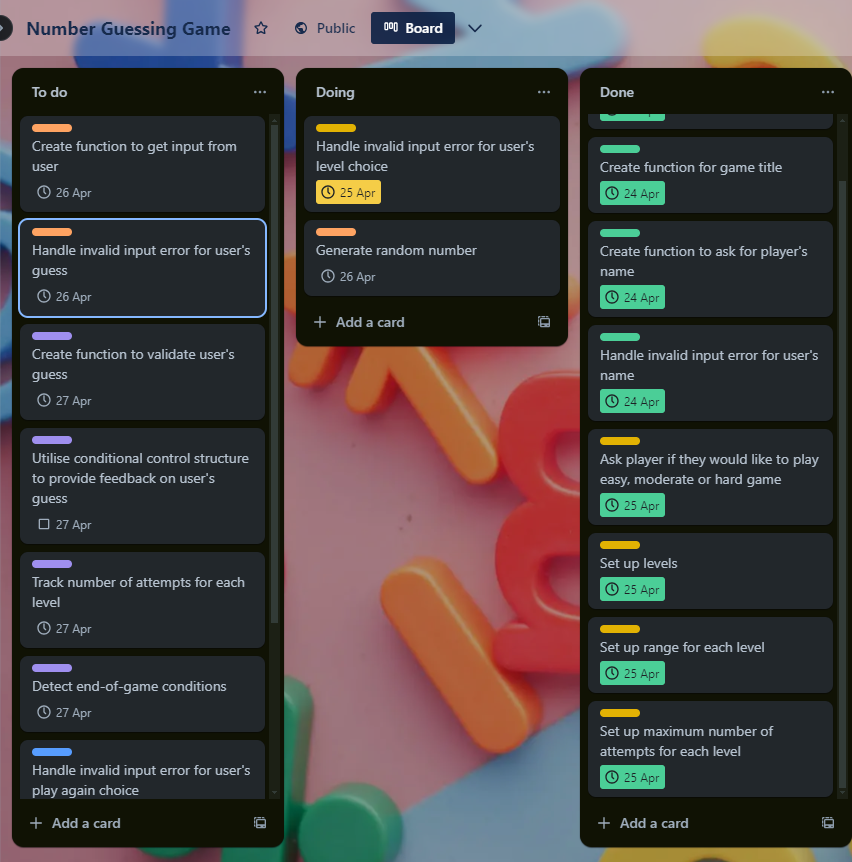 Number Guessing Game
Public
Board
To do
Create function to get input from
user
26 Apr
Handle invalid input error for user's
guess
26 Apr
Create function to validate user's
guess
27 Apr
Utilise conditional control structure
to provide feedback on user's
guess
27 Apr
Track number of attempts for each
level
27 Apr
Detect end-of-game conditions
27 Apr
Handle invalid input error for user's
play again choice
Add a card
Doing
Handle invalid input error for user's
level choice
25 Apr
Generate random number
26 Apr
Add a card
Done
Create function for game title
24 Apr
Create function to ask for player's
name
24 Apr
Handle invalid input error for user's
name
24 Apr
Ask player if they would like to play
easy, moderate or hard game
25 Apr
Set up levels
25 Apr
Set up range for each level
25 Apr
Set up maximum number of
attempts for each level
25 Apr
Add a card